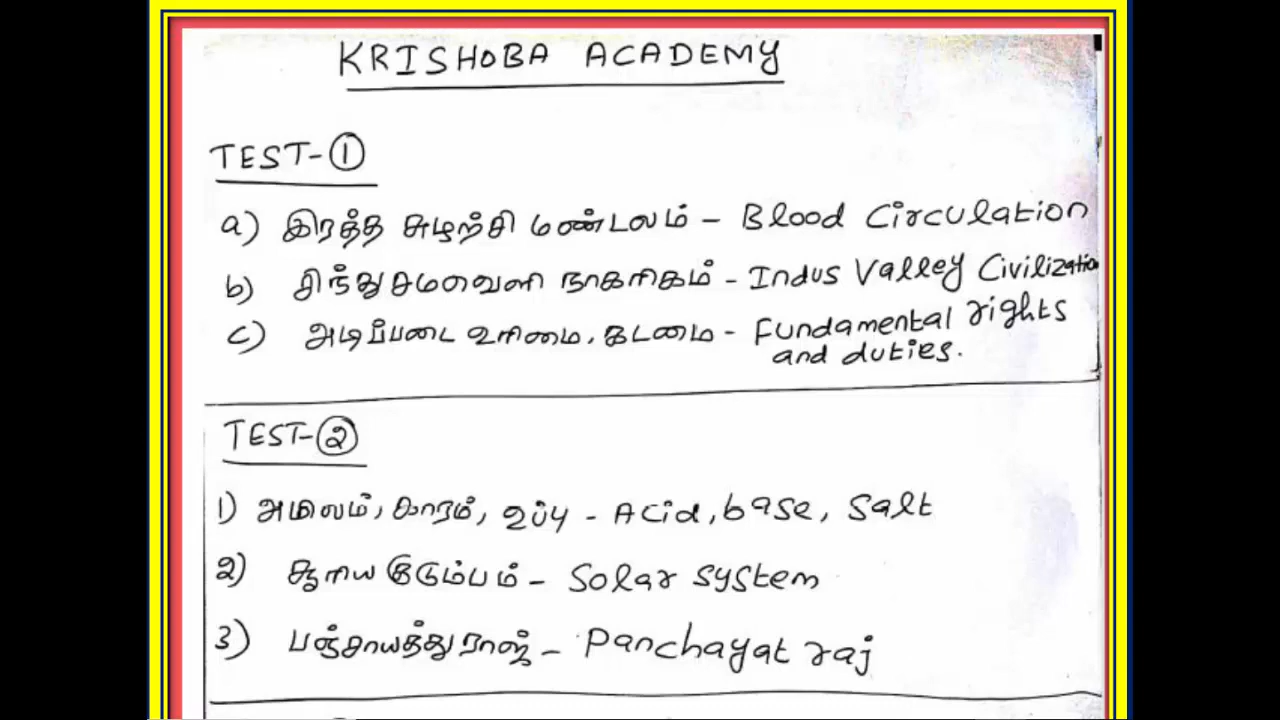 KRISHOBA ACADEMY
TEST-①
a) இரத்த சுழற்சி மண்டலம் - Blood Circulation
b) சிந்து சமவெளி நாகரிகம் - Indus Valley Civilization
c) அடிப்படை உரிமை, கடமை - Fundamental rights
and duties.
TEST-②
1) அமிலம், காரம், உப்பு - Acid, base, Salt
2) சூரிய குடும்பம் - Solar system
3) பஞ்சாயத்து ராஜ் - Panchayat raj